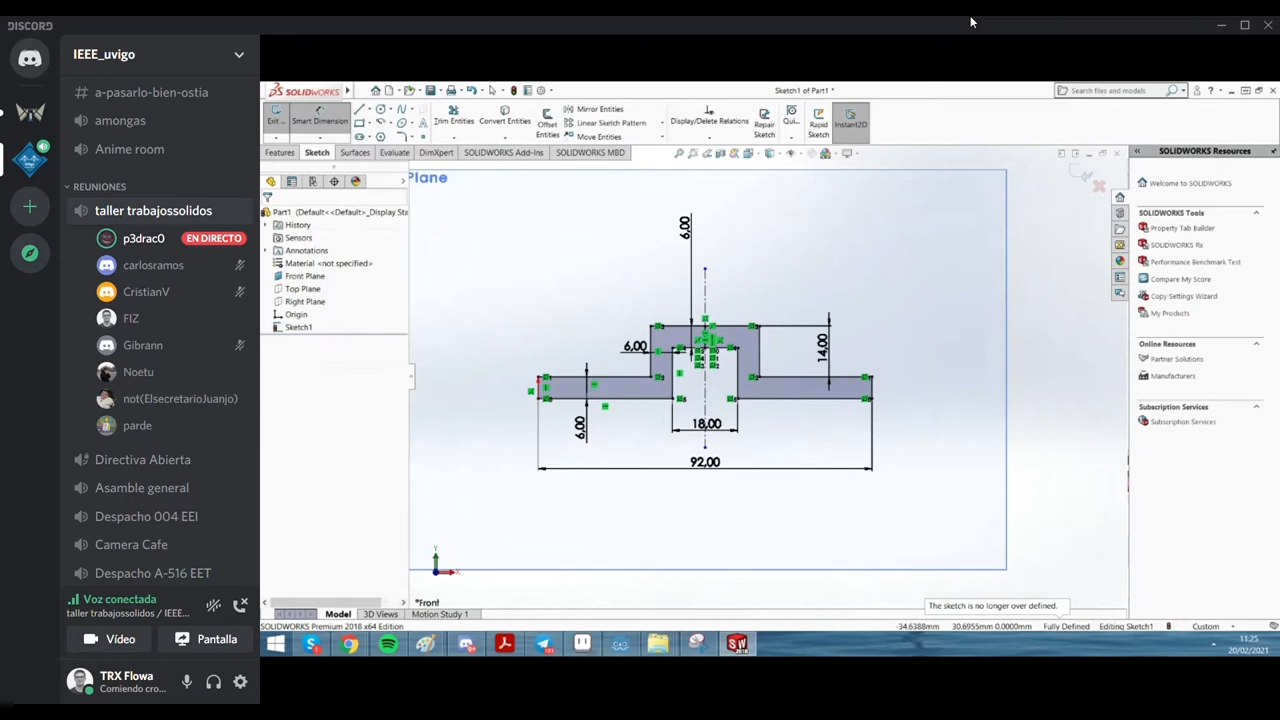 DISCORD
IEEE_uvigo
a-pasarlo-bien-ostia
amongas
Anime room
REUNIONES
taller trabajossolidos
p3drac0 EN DIRECTO
carlosramos
CristianV
FIZ
Gibrann
Noetu
not(ElsecretarioJuanjo)
parde
Directiva Abierta
Asamble general
Despacho 004 EEI
Camera Cafe
Despacho A-516 EET
Voz conectada
taller trabajossolidos / IEEE...
Vídeo Pantalla
TRX Flowa
Comiendo cro...
SOLIDWORKS
Sketch1 of Part1 *
Search files and models
Exit... Smart Dimension
Trim Entities Convert Entities
Offset Entities
Mirror Entities
Linear Sketch Pattern
Move Entities
Display/Delete Relations
Repair Sketch
Qui...
Rapid Sketch
Instant2D
Features Sketch Surfaces Evaluate DimXpert SOLIDWORKS Add-Ins SOLIDWORKS MBD
Part1 (Default<<Default>_Display Sta
History
Sensors
Annotations
Material <not specified>
Front Plane
Top Plane
Right Plane
Origin
Sketch1
Plane
6,00
6,00
14,00
6,00
18,00
92,00
Y
X
*Front
SOLIDWORKS Resources
Welcome to SOLIDWORKS
SOLIDWORKS Tools
Property Tab Builder
SOLIDWORKS Rx
Performance Benchmark Test
Compare My Score
Copy Settings Wizard
My Products
Online Resources
Partner Solutions
Manufacturers
Subscription Services
Subscription Services
The sketch is no longer over defined.
Model 3D Views Motion Study 1
SOLIDWORKS Premium 2018 x64 Edition
-34.6388mm 30.6955mm 0.0000mm Fully Defined Editing Sketch1 Custom
11:25
20/02/2021